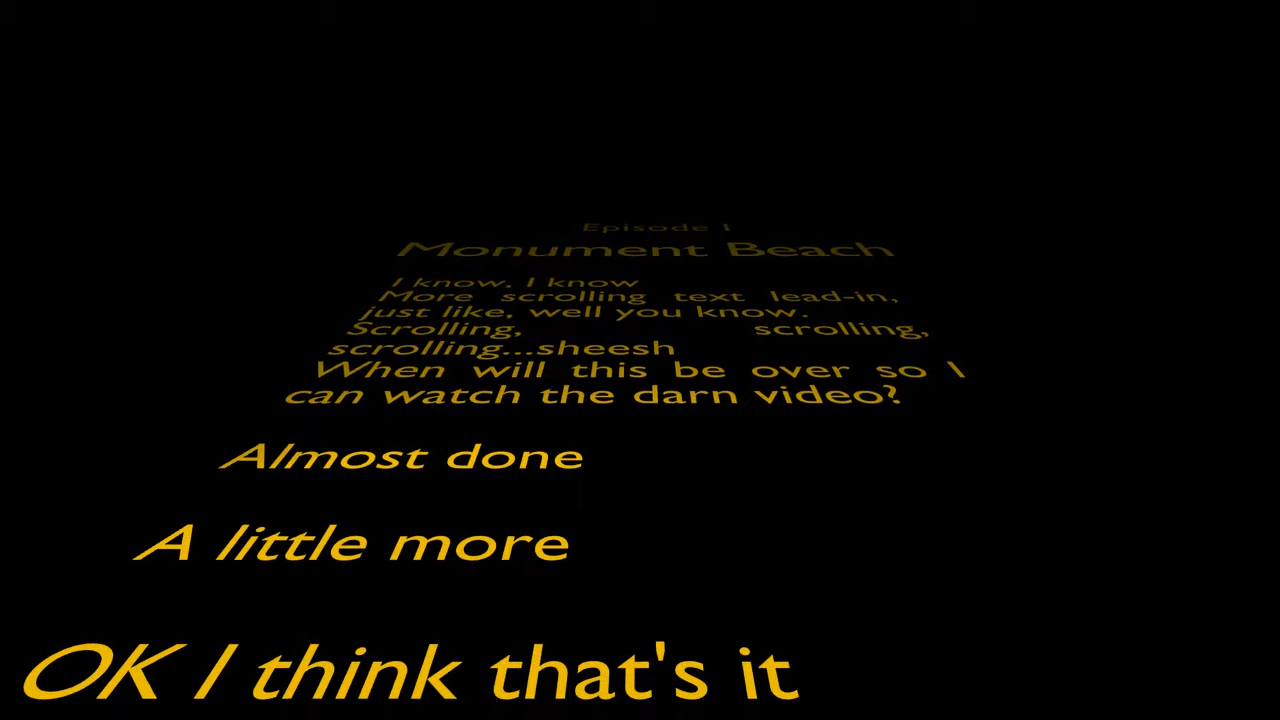 Episode I
Monument Beach
I know, I know
More scrolling text lead-in,
just like, well you know.
Scrolling, scrolling,
scrolling...sheesh
When will this be over so I
can watch the darn video?
Almost done
A little more
OK I think that's it